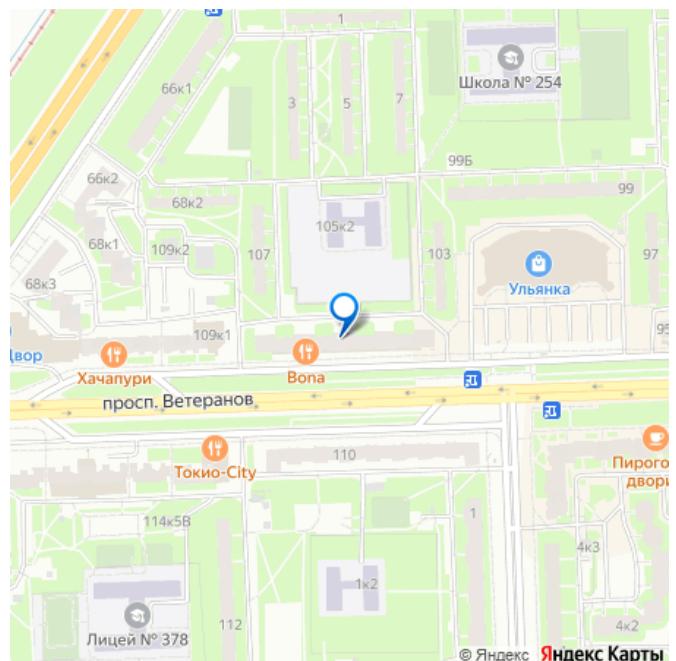 1
66к1
3
5
7
Школа № 254
99Б
66к2
68к2
99
105к2
68к1
109к2
107
103
97
68к3
Ульянка
109к1
95
Двор
Хачапури
Bona
просп. Ветеранов
110
Токио-City
Пирого
двори
114к5В
1
4к3
1к2
112
Лицей № 378
4к2
© Яндекс Яндекс Карты